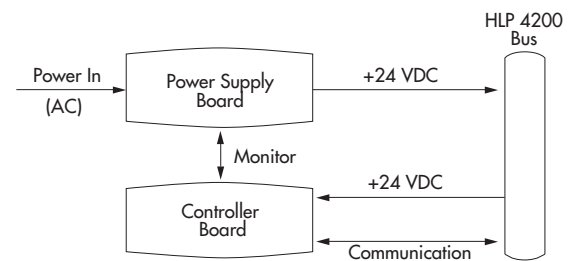 HLP 4200
Bus
Power In
(AC)
Power Supply
Board
+24 VDC
Monitor
+24 VDC
Controller
Board
Communication